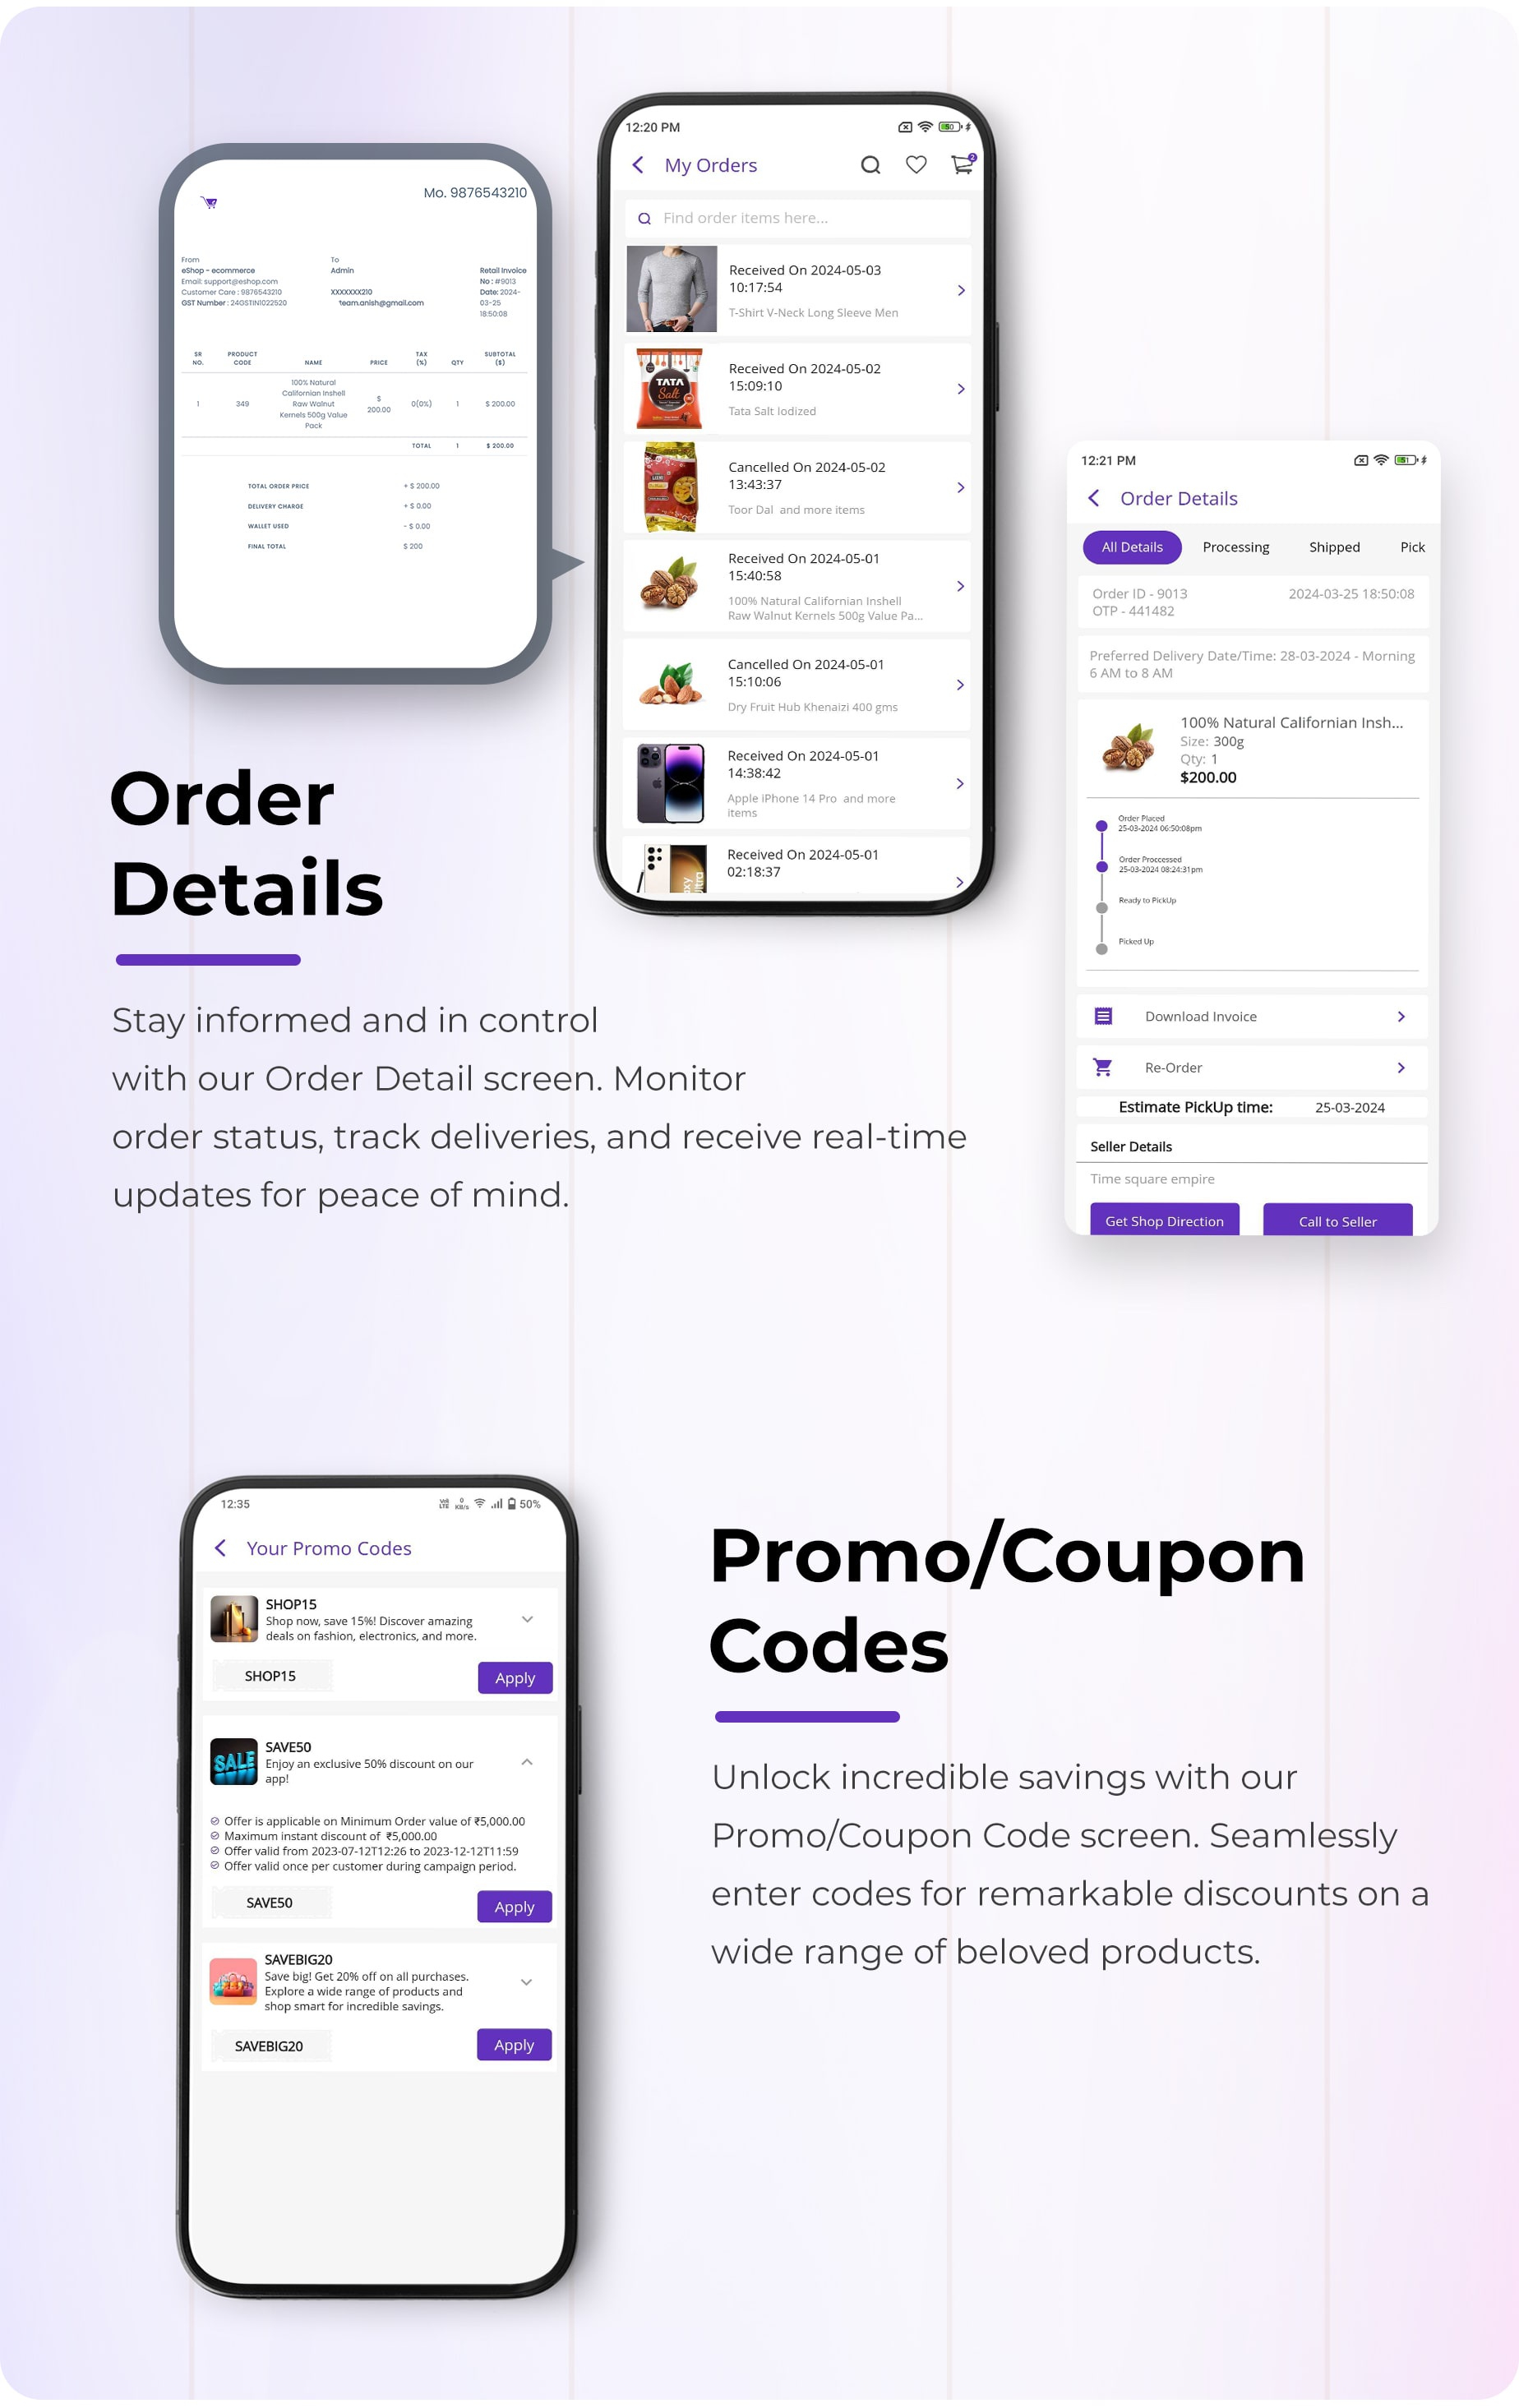 Mo. 9876543210
From
eShop - ecommerce
Email: support@eshop.com
Customer Care : 9876543210
GST Number : 24GSTIN1022520
To
Admin
XXXXXXX210
team.anish@gmail.com
Retail Invoice
No : #9013
Date: 2024-
03-25
18:50:08
SR NO. PRODUCT CODE NAME PRICE TAX (%) QTY SUBTOTAL ($)
1 349 100% Natural Californian Inshell Raw Walnut Kernels 500g Value Pack $ 200.00 0(0%) 1 $ 200.00
TOTAL 1 $ 200.00
TOTAL ORDER PRICE + $ 200.00
DELIVERY CHARGE + $ 0.00
WALLET USED - $ 0.00
FINAL TOTAL $ 200
12:20 PM 50
My Orders 2
Find order items here...
Received On 2024-05-03
10:17:54
T-Shirt V-Neck Long Sleeve Men
TATA
Salt
Received On 2024-05-02
15:09:10
Tata Salt Iodized
Cancelled On 2024-05-02
13:43:37
Toor Dal and more items
Received On 2024-05-01
15:40:58
100% Natural Californian Inshell
Raw Walnut Kernels 500g Value Pa...
Cancelled On 2024-05-01
15:10:06
Dry Fruit Hub Khenaizi 400 gms
Received On 2024-05-01
14:38:42
Apple iPhone 14 Pro and more
items
Received On 2024-05-01
02:18:37
12:21 PM 51
Order Details
All Details Processing Shipped Pick
Order ID - 9013 2024-03-25 18:50:08
OTP - 441482
Preferred Delivery Date/Time: 28-03-2024 - Morning
6 AM to 8 AM
100% Natural Californian Insh...
Size: 300g
Qty: 1
$200.00
Order Placed
25-03-2024 06:50:08pm
Order Proccessed
25-03-2024 08:24:31pm
Ready to PickUp
Picked Up
Download Invoice
Re-Order
Estimate PickUp time: 25-03-2024
Seller Details
Time square empire
Get Shop Direction Call to Seller
Order
Details
Stay informed and in control
with our Order Detail screen. Monitor
order status, track deliveries, and receive real-time
updates for peace of mind.
12:35 0 KB/s 50%
Your Promo Codes
SHOP15
Shop now, save 15%! Discover amazing
deals on fashion, electronics, and more.
SHOP15 Apply
SALE
SAVE50
Enjoy an exclusive 50% discount on our
app!
Offer is applicable on Minimum Order value of ₹5,000.00
Maximum instant discount of ₹5,000.00
Offer valid from 2023-07-12T12:26 to 2023-12-12T11:59
Offer valid once per customer during campaign period.
SAVE50 Apply
SAVEBIG20
Save big! Get 20% off on all purchases.
Explore a wide range of products and
shop smart for incredible savings.
SAVEBIG20 Apply
Promo/Coupon
Codes
Unlock incredible savings with our
Promo/Coupon Code screen. Seamlessly
enter codes for remarkable discounts on a
wide range of beloved products.